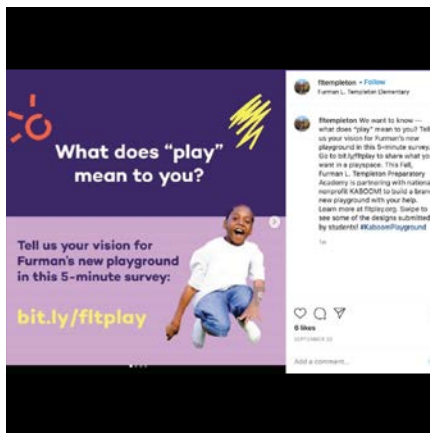 What does “play”
mean to you?
Tell us your vision for
Furman's new playground
in this 5-minute survey:
bit.ly/fltplay
fltempleton • Follow
Furman L. Templeton Elementary
fltempleton We want to know —
what does "play" mean to you? Tell
us your vision for Furman's new
playground in this 5-minute survey.
Go to bit.ly/fltplay to share what you
want in a playspace. This Fall,
Furman L. Templeton Preparatory
Academy is partnering with national
nonprofit KABOOM! to build a brand
new playground with your help.
Learn more at fltplay.org. Swipe to
see some of the designs submitted
by students! #KaboomPlayground
6 likes
SEPTEMBER
Add a comment...